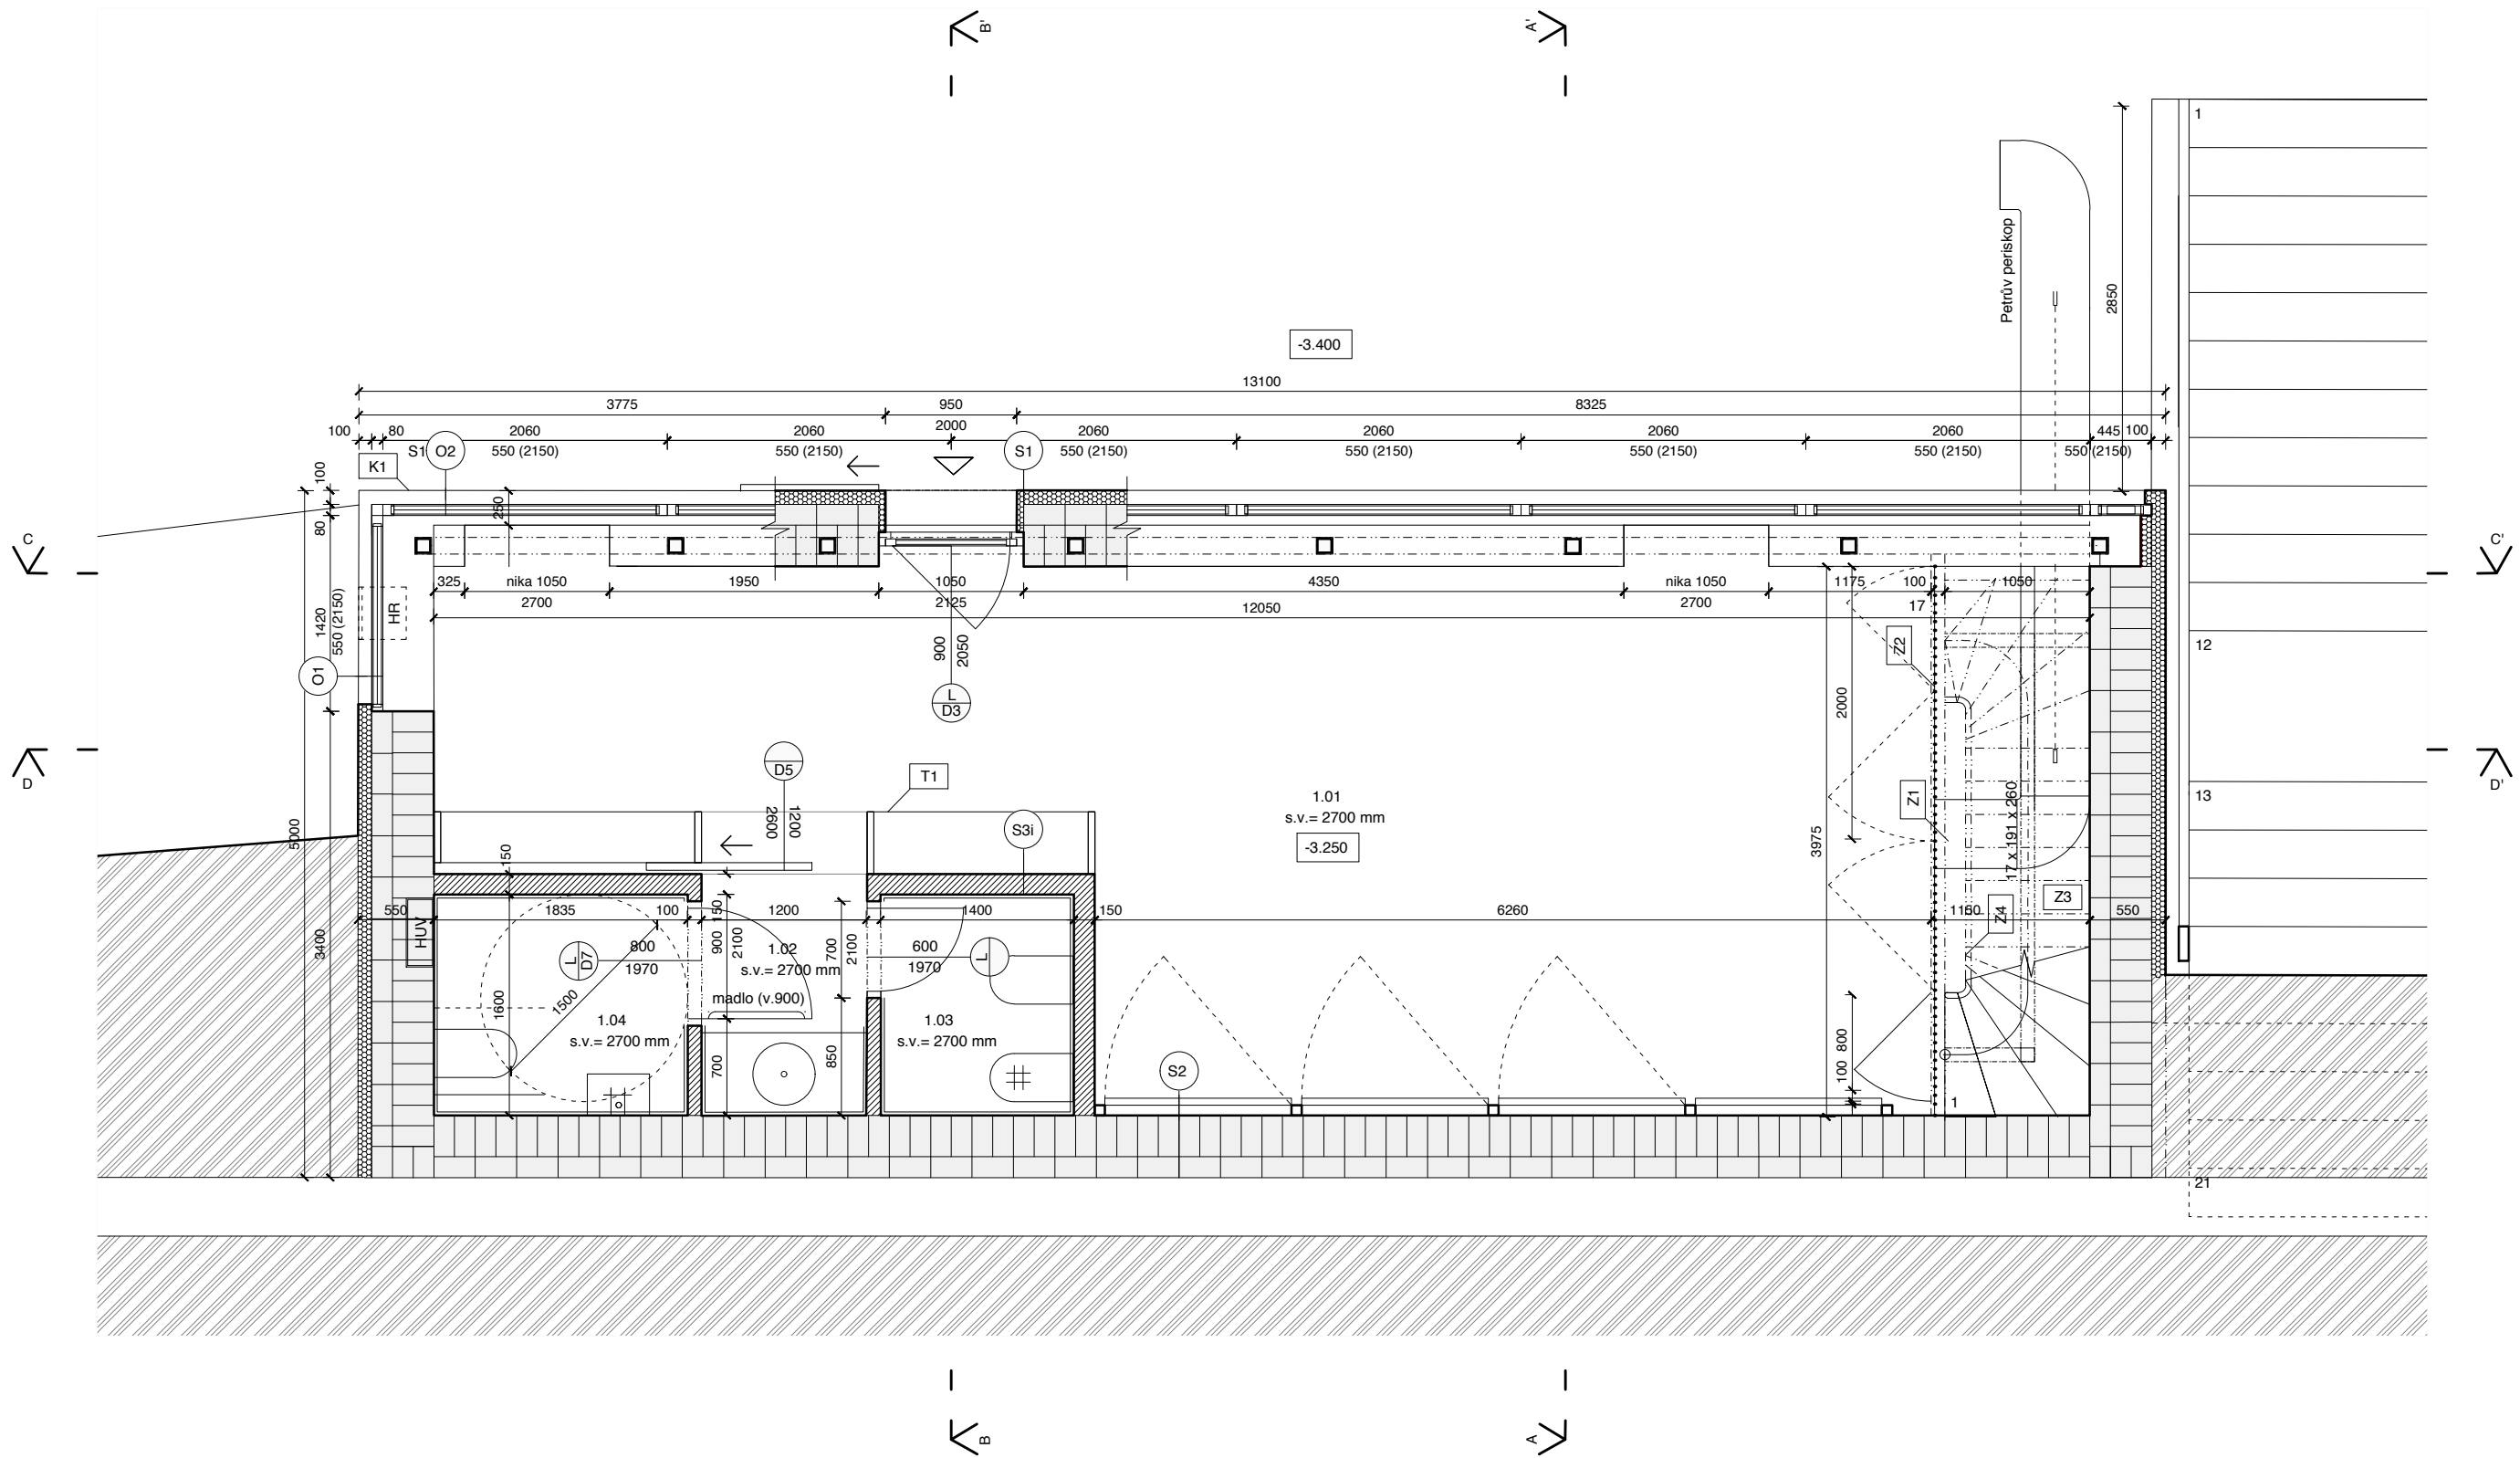 B'
A'
1
Petrův periskop
2850
-3.400
13100
3775
950
8325
100
80
2060
2060
2000
2060
2060
2060
2060
445
100
S1
O2
550 (2150)
550 (2150)
S1
550 (2150)
550 (2150)
550 (2150)
550 (2150)
550 (2150)
K1
100
250
80
C
C'
325
nika 1050
1950
1050
4350
nika 1050
1175
100
1050
2700
2125
2700
17
12050
HR
1420
550 (2150)
O1
900
2050
Z2
12
L
D3
2000
D
D'
D5
T1
1200
2600
1.01
s.v.= 2700 mm
-3.250
Z1
13
17 x 191 x 260
5000
S3i
150
3975
Z3
550
1835
100
150
1200
1400
150
6260
1150
550
HUV
Z4
3400
800
1970
L
D7
900
2100
1.02
s.v.= 2700 mm
700
2100
600
1970
L
madlo (v.900)
1600
1500
1.04
s.v.= 2700 mm
1.03
s.v.= 2700 mm
700
850
800
100
S2
1
21
B
A